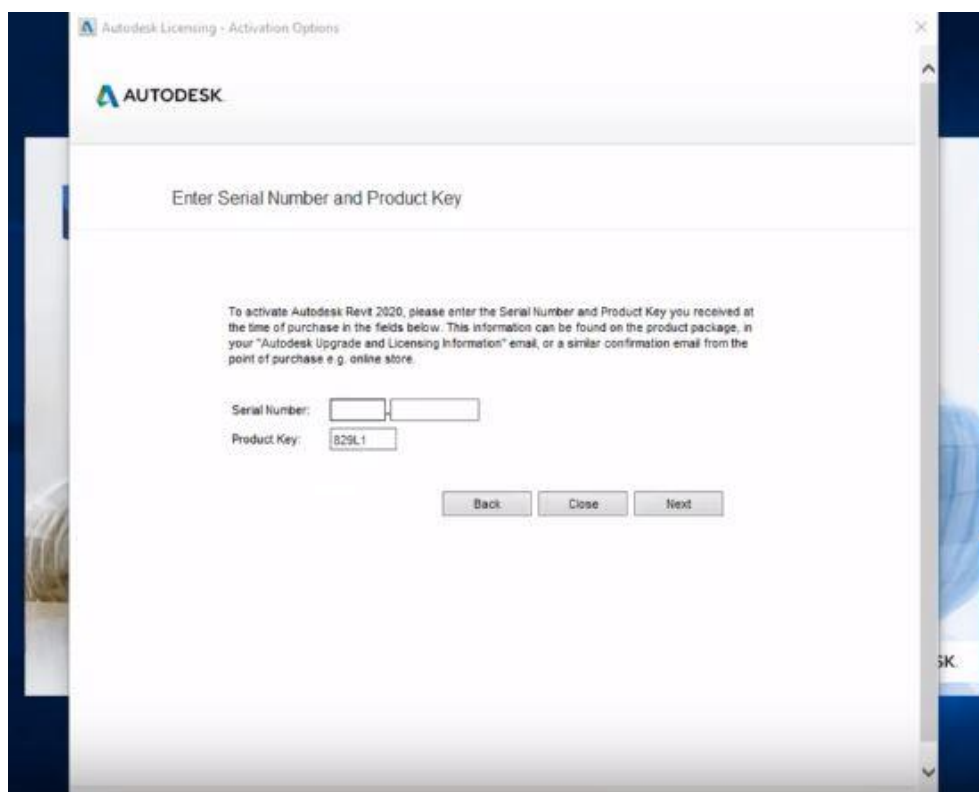 Autodesk Licensing - Activation Options
AUTODESK.
Enter Serial Number and Product Key
To activate Autodesk Revit 2020, please enter the Serial Number and Product Key you received at
the time of purchase in the fields below. This information can be found on the product package, in
your "Autodesk Upgrade and Licensing Information" email, or a similar confirmation email from the
point of purchase e.g. online store.
Serial Number: -
Product Key: 829L1
Back Close Next
SK.